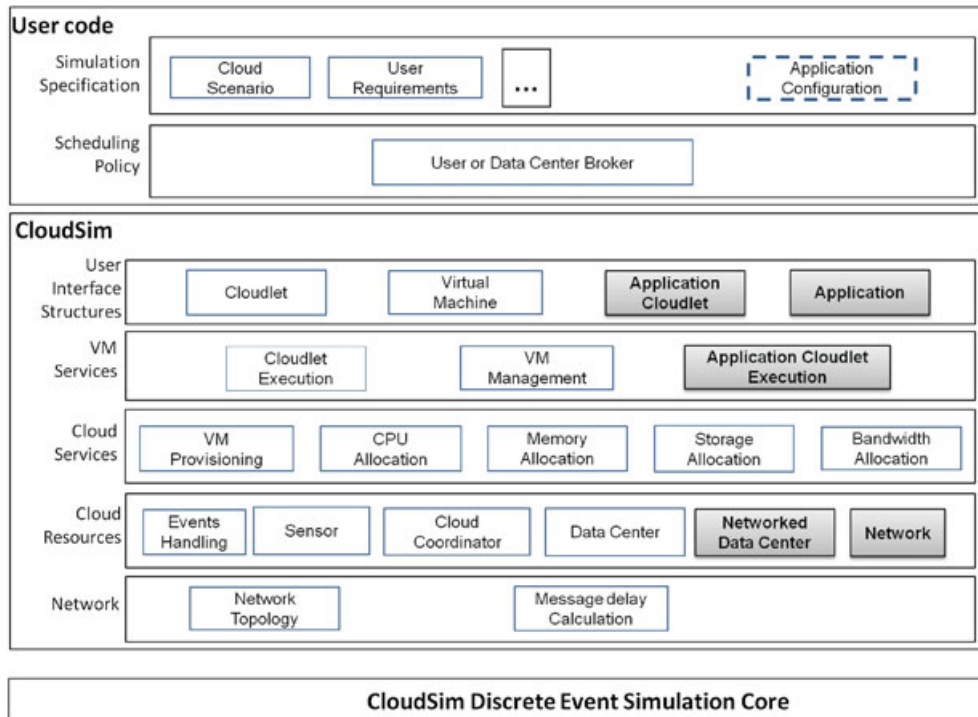 User code
Simulation
Specification
Cloud
Scenario
User
Requirements
...
Application
Configuration
Scheduling
Policy
User or Data Center Broker
CloudSim
User
Interface
Structures
Cloudlet
Virtual
Machine
Application
Cloudlet
Application
VM
Services
Cloudlet
Execution
VM
Management
Application Cloudlet
Execution
Cloud
Services
VM
Provisioning
CPU
Allocation
Memory
Allocation
Storage
Allocation
Bandwidth
Allocation
Cloud
Resources
Events
Handling
Sensor
Cloud
Coordinator
Data Center
Networked
Data Center
Network
Network
Network
Topology
Message delay
Calculation
CloudSim Discrete Event Simulation Core